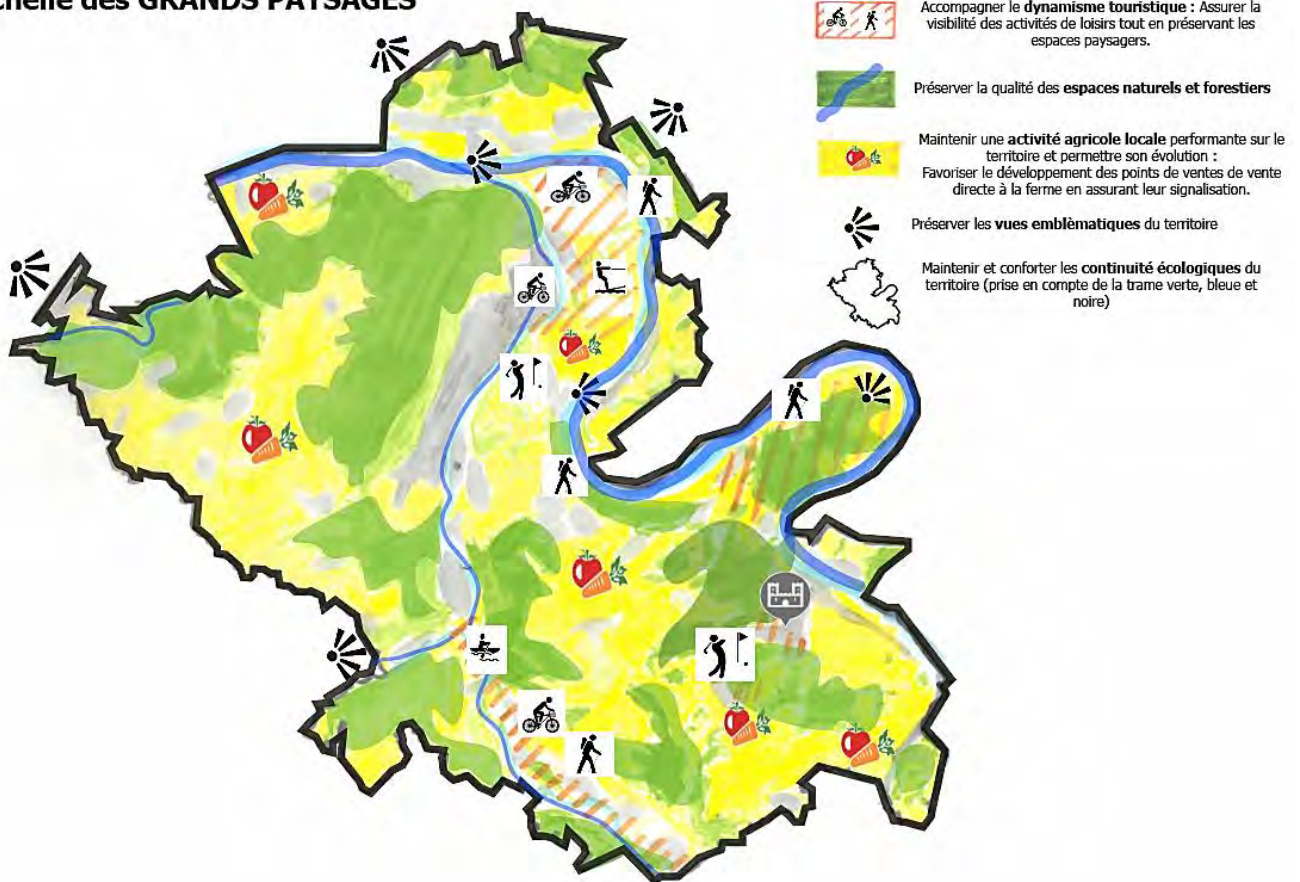 chelle des GRANDS PAYSAGES
Accompagner le dynamisme touristique : Assurer la
visibilité des activités de loisirs tout en préservant les
espaces paysagers.
Préserver la qualité des espaces naturels et forestiers
Maintenir une activité agricole locale performante sur le
territoire et permettre son évolution :
Favoriser le développement des points de ventes de vente
directe à la ferme en assurant leur signalisation.
Préserver les vues emblèmatiques du territoire
Maintenir et conforter les continuité écologiques du
territoire (prise en compte de la trame verte, bleue et
noire)